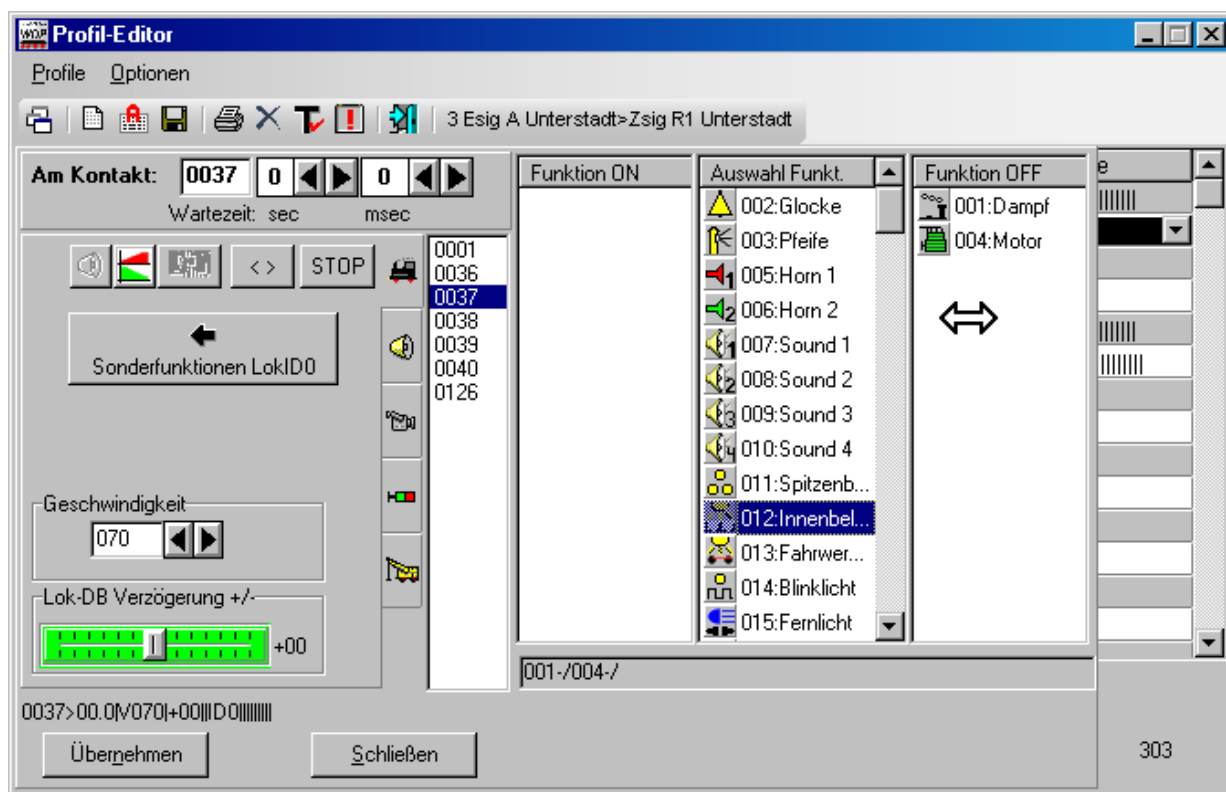 Profil-Editor
Profile Optionen
3 Esig A Unterstadt>Zsig R1 Unterstadt
Am Kontakt: 0037 0 0
Wartezeit: sec msec
STOP
Sonderfunktionen LokID0
Geschwindigkeit
070
Lok-DB Verzögerung +/-
+00
0001
0036
0037
0038
0039
0040
0126
Funktion ON
Auswahl Funkt.
002:Glocke
003:Pfeife
005:Horn 1
006:Horn 2
007:Sound 1
008:Sound 2
009:Sound 3
010:Sound 4
011:Spitzenb...
012:Innenbel...
013:Fahrwer...
014:Blinklicht
015:Fernlicht
Funktion OFF
001:Dampf
004:Motor
001-/004-/
0037>00.0|V070|+00|||ID0|||||||||
Übernehmen Schließen
303